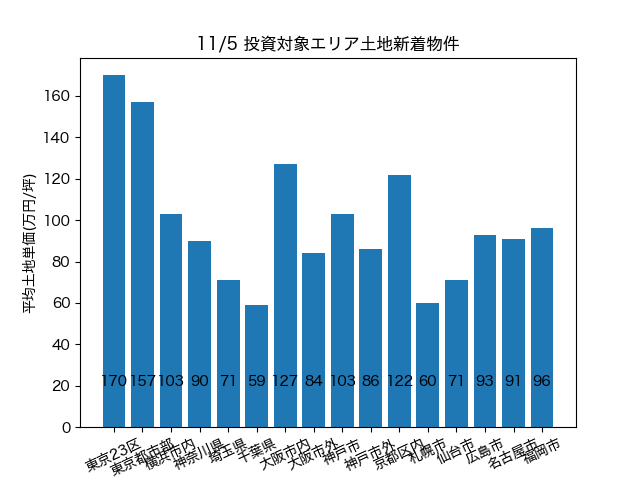 11/5 投資対象エリア土地新着物件
平均土地単価(万円/坪)
160
140
120
100
80
60
40
20
0
170 157 103 90 71 59 127 84 103 86 122 60 71 93 91 96
東京23区
東京都市部
横浜市内
神奈川県
埼玉県
千葉県
大阪市内
大阪市外
神戸市
神戸市外
京都区内
札幌市
仙台市
広島市
名古屋市
福岡市